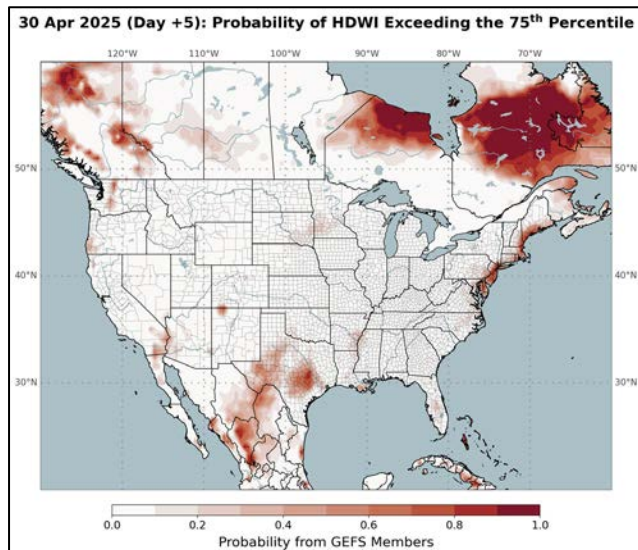 30 Apr 2025 (Day +5): Probability of HDWI Exceeding the 75th Percentile
120°W 110°W 100°W 90°W 80°W 70°W
50°N 50°N
40°N 40°N
30°N 30°N
0.0 0.2 0.4 0.6 0.8 1.0
Probability from GEFS Members